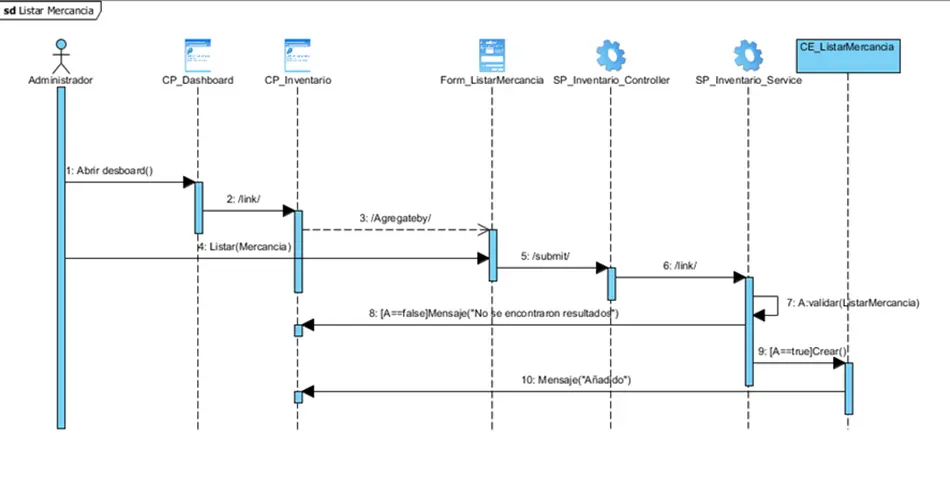 sd Listar Mercancia
CE_ListarMercancia
Administrador
CP_Dashboard
CP_Inventario
Form_ListarMercancia
SP_Inventario_Controller
SP_Inventario_Service
1: Abrir desboard()
2: /link/
3: /Agregateby/
4: Listar(Mercancia)
5: /submit/
6: /link/
7: A:validar(ListarMercancia)
8: [A==false]Mensaje("No se encontraron resultados")
9: [A==true]Crear()
10: Mensaje("Añadido")